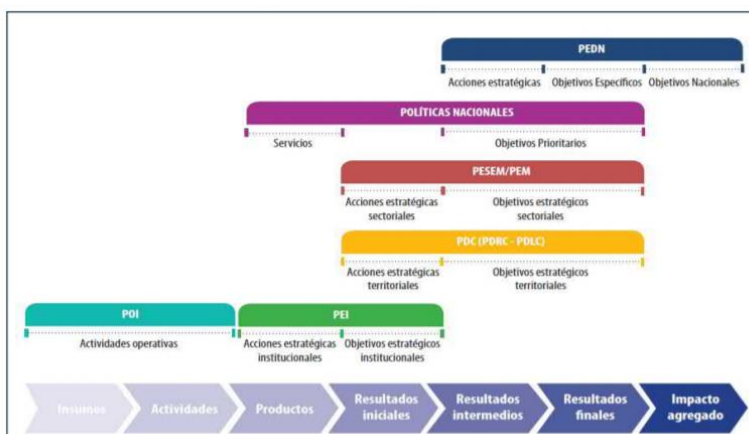 PEDN
Acciones estratégicas Objetivos Específicos Objetivos Nacionales
POLÍTICAS NACIONALES
Servicios Objetivos Prioritarios
PESEM/PEM
Acciones estratégicas Objetivos estratégicos
sectoriales sectoriales
PDC (PDRC - PDLC)
Acciones estratégicas Objetivos estratégicos
territoriales territoriales
POI PEI
Actividades operativas Acciones estratégicas Objetivos estratégicos
institucionales institucionales
Insumos Actividades Productos Resultados Resultados Resultados Impacto
iniciales intermedios finales agregado